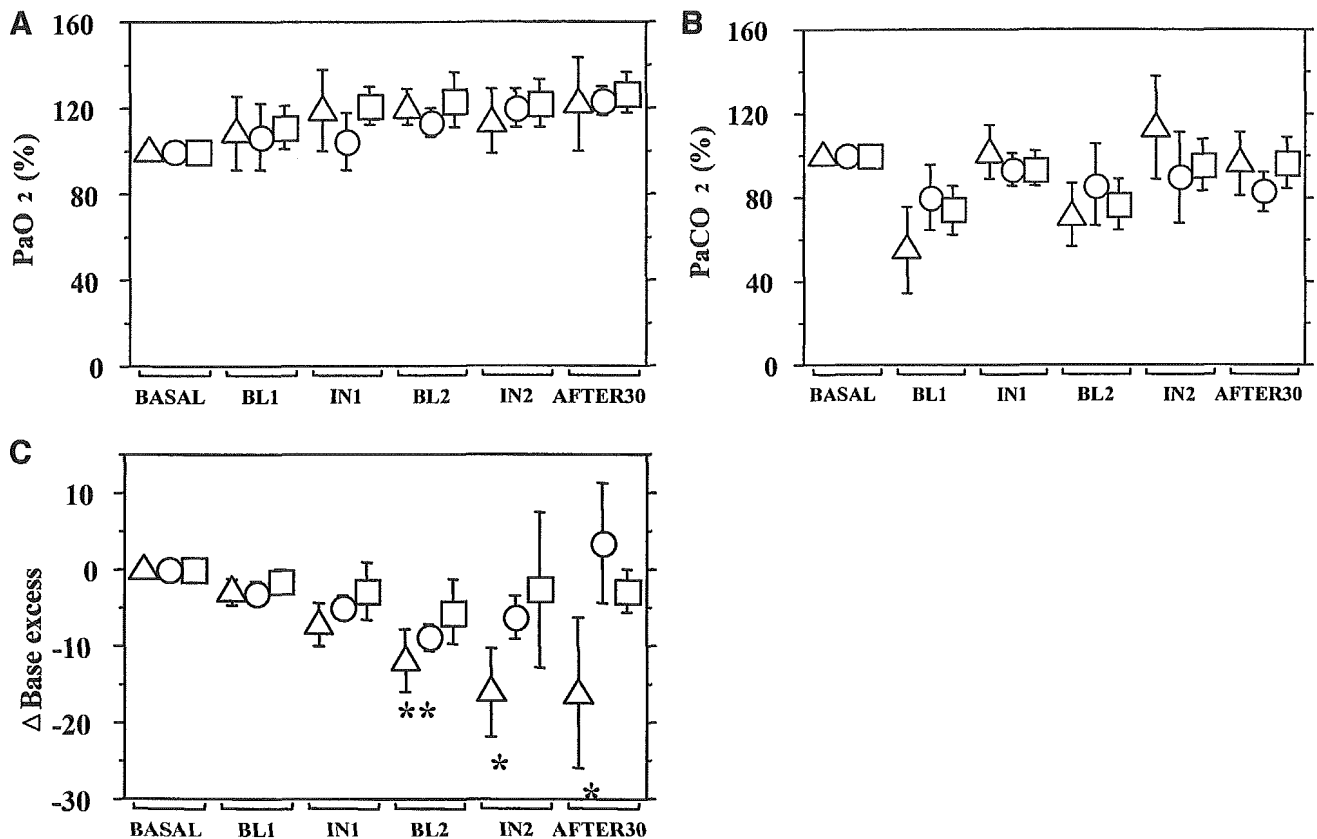 A
160
120
80
40
0
PaO 2 (%)
BASAL BL1 IN1 BL2 IN2 AFTER30
B
160
120
80
40
0
PaCO 2 (%)
BASAL BL1 IN1 BL2 IN2 AFTER30
C
10
0
-10
-20
-30
△Base excess
**
*
*
BASAL BL1 IN1 BL2 IN2 AFTER30